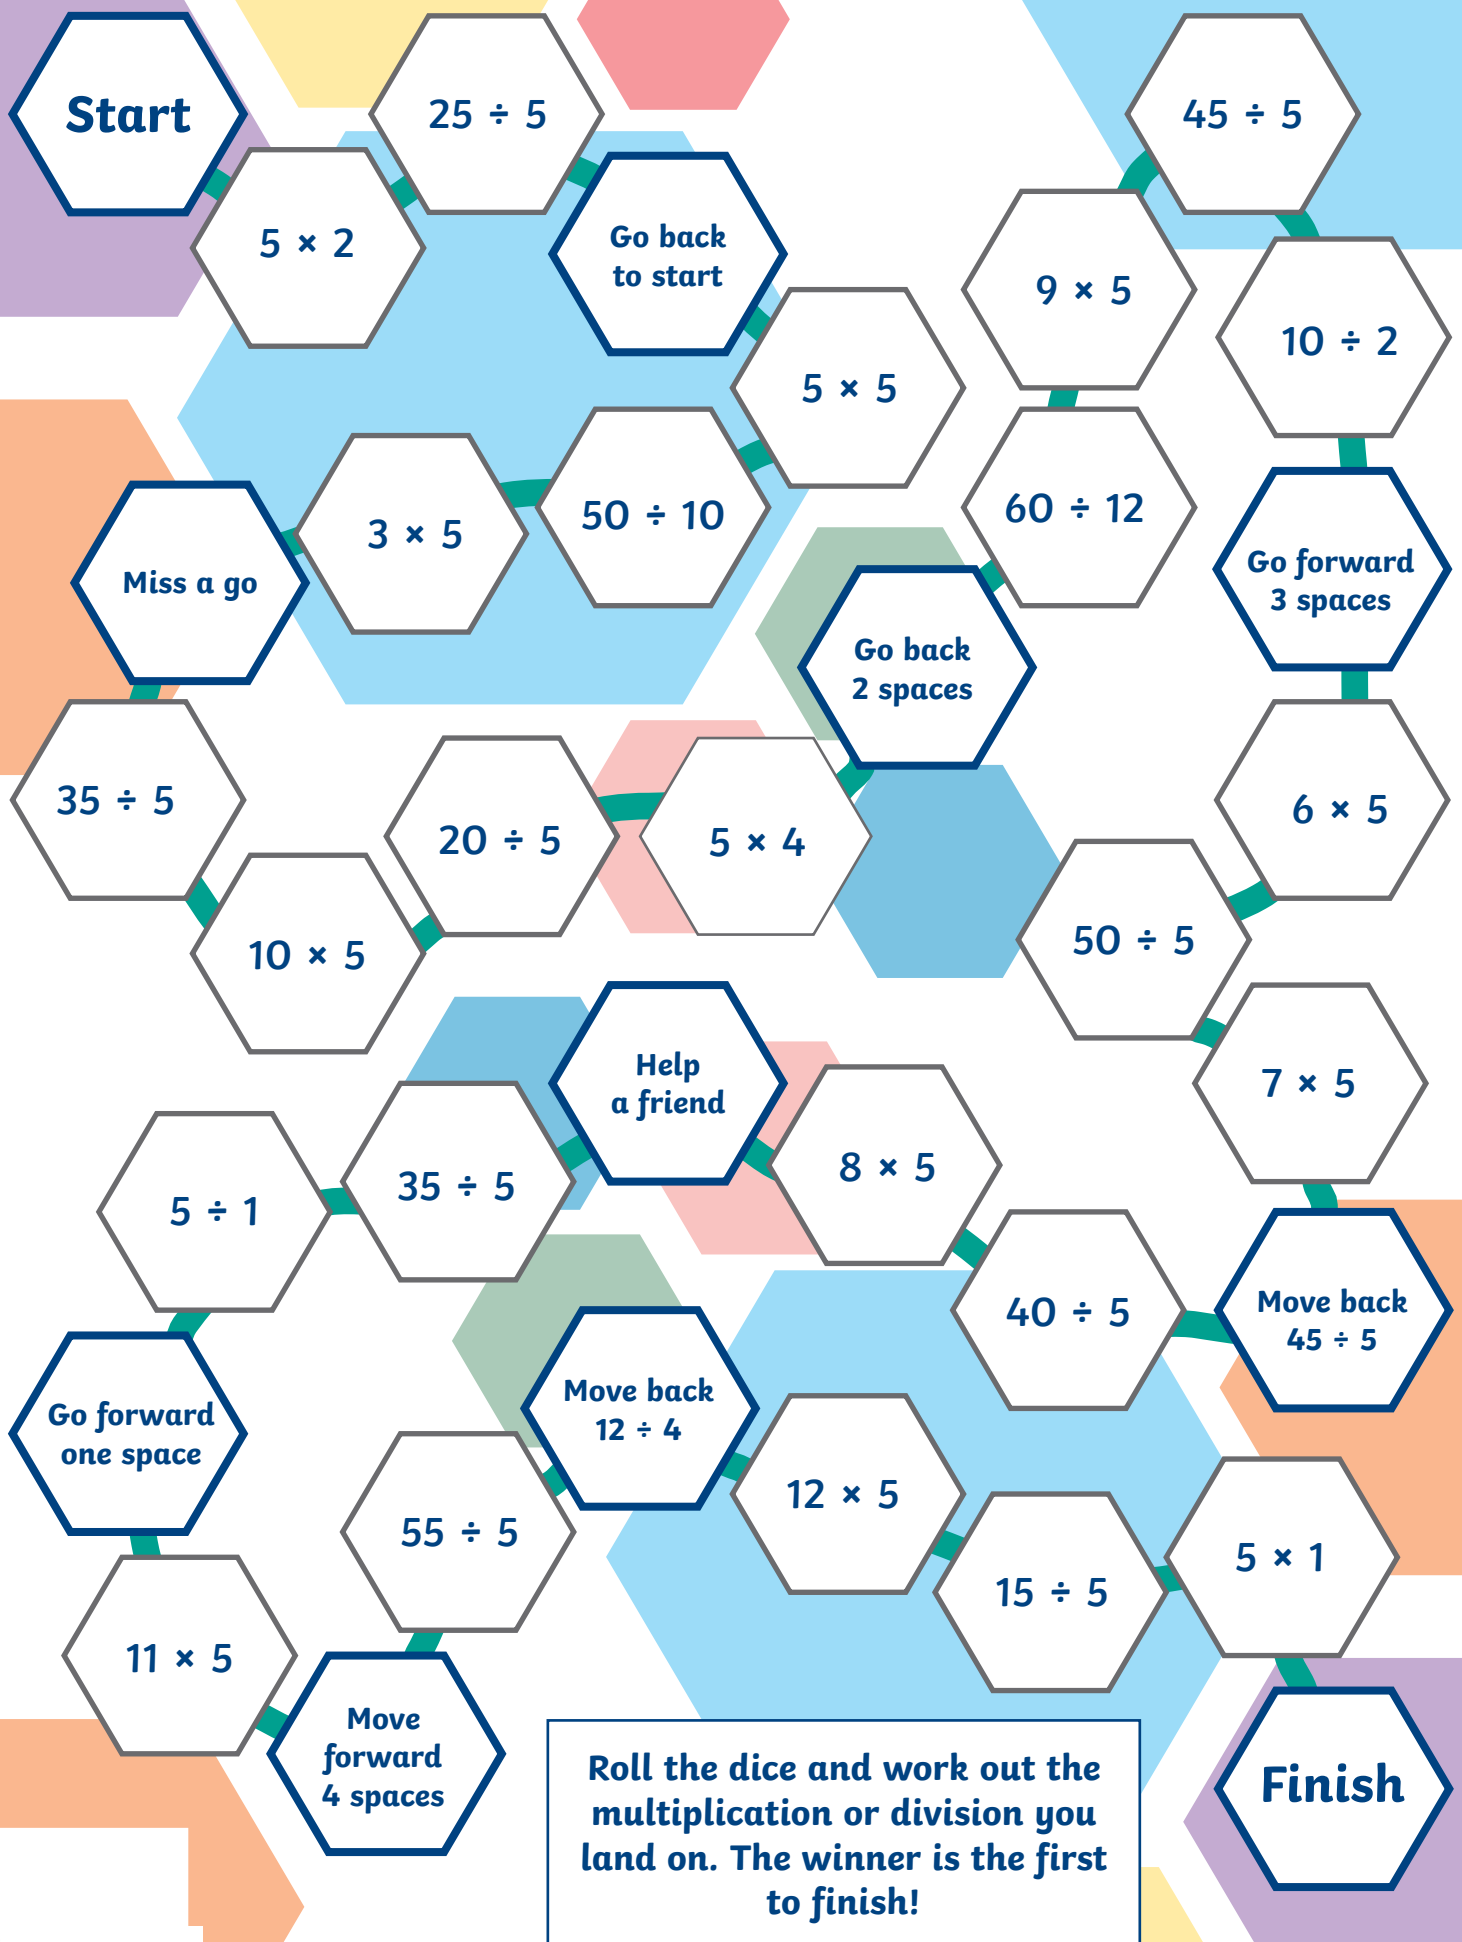 Start
5 × 2
25 ÷ 5
Go back
to start
5 × 5
50 ÷ 10
3 × 5
Miss a go
35 ÷ 5
10 × 5
20 ÷ 5
5 × 4
Go back
2 spaces
60 ÷ 12
9 × 5
45 ÷ 5
10 ÷ 2
Go forward
3 spaces
6 × 5
50 ÷ 5
7 × 5
Move back
45 ÷ 5
40 ÷ 5
8 × 5
Help
a friend
35 ÷ 5
5 ÷ 1
Go forward
one space
11 × 5
Move
forward
4 spaces
55 ÷ 5
Move back
12 ÷ 4
12 × 5
15 ÷ 5
5 × 1
Finish
Roll the dice and work out the
multiplication or division you
land on. The winner is the first
to finish!